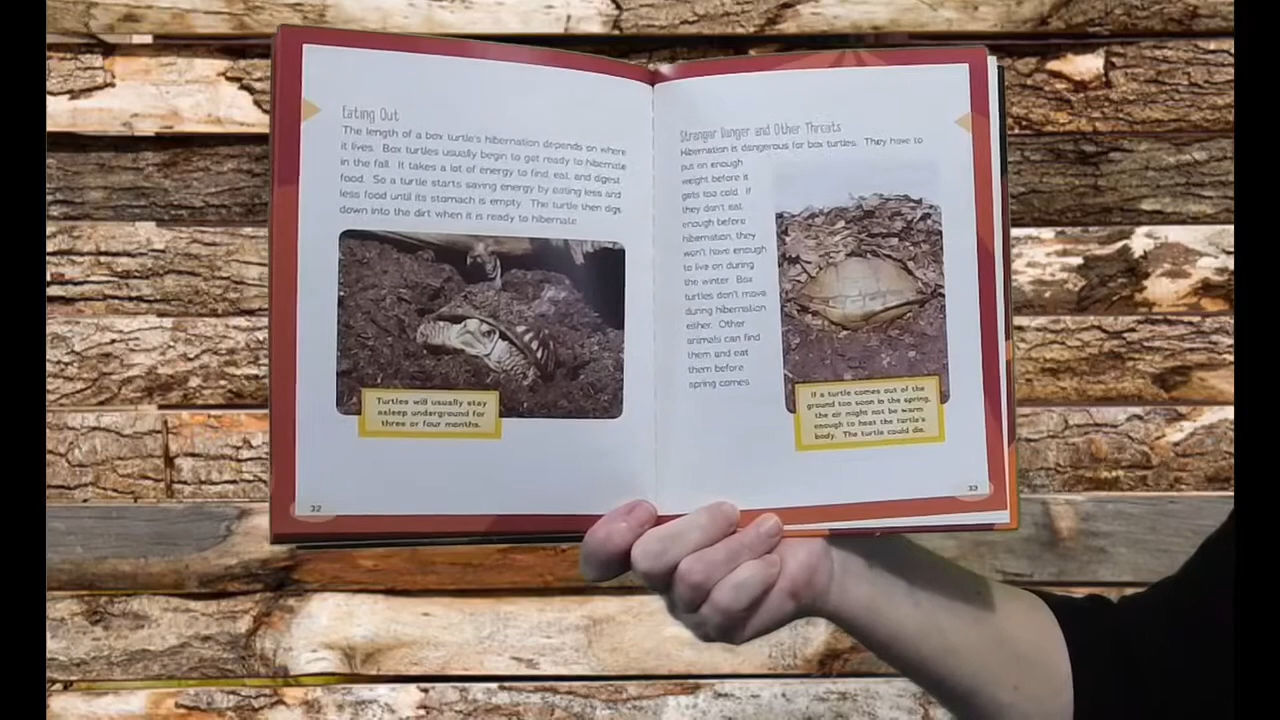 Eating Out
The length of a box turtle's hibernation depends on where
it lives. Box turtles usually begin to get ready to hibernate
in the fall. It takes a lot of energy to find, eat, and digest
food. So a turtle starts saving energy by eating less and
less food until its stomach is empty. The turtle then digs
down into the dirt when it is ready to hibernate.
Turtles will usually stay
asleep underground for
three or four months.
32
Stranger Danger and Other Threats
Hibernation is dangerous for box turtles. They have to
put on enough
weight before it
gets too cold. If
they don't eat
enough before
hibernation, they
won't have enough
to live on during
the winter. Box
turtles don't move
during hibernation
either. Other
animals can find
them and eat
them before
spring comes.
If a turtle comes out of the
ground too soon in the spring,
the air might not be warm
enough to heat the turtle's
body. The turtle could die.
33